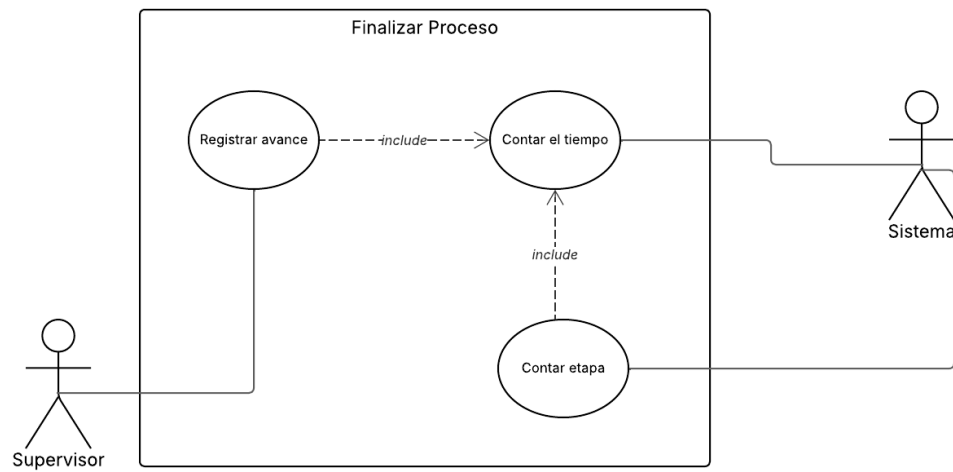 Finalizar Proceso
Registrar avance
include
Contar el tiempo
Sistema
include
Contar etapa
Supervisor